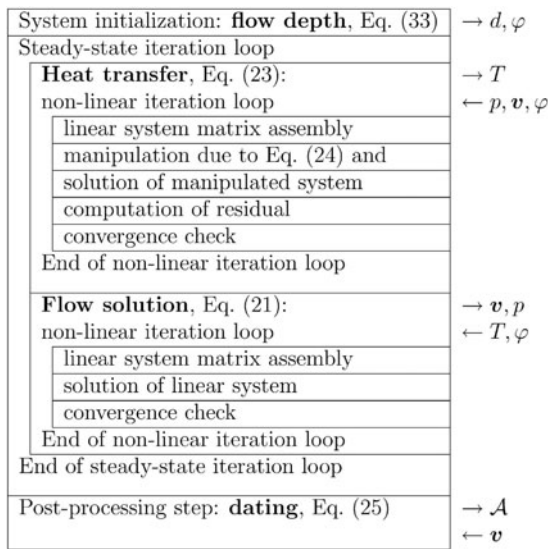 System initialization: flow depth, Eq. (33) → d, φ
Steady-state iteration loop
Heat transfer, Eq. (23): → T
non-linear iteration loop ← p, v, φ
linear system matrix assembly
manipulation due to Eq. (24) and
solution of manipulated system
computation of residual
convergence check
End of non-linear iteration loop
Flow solution, Eq. (21): → v, p
non-linear iteration loop ← T, φ
linear system matrix assembly
solution of linear system
convergence check
End of non-linear iteration loop
End of steady-state iteration loop
Post-processing step: dating, Eq. (25) → 𝒜
← v